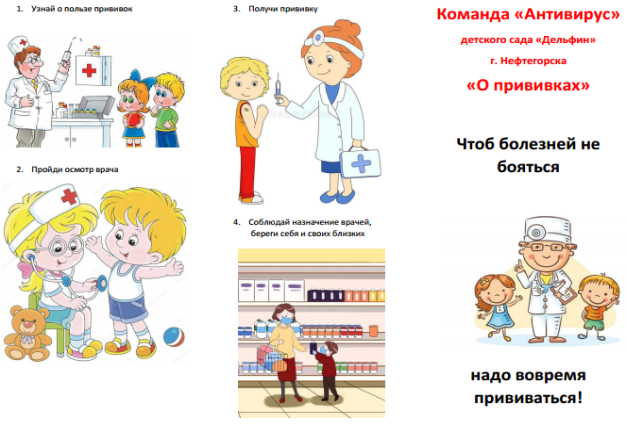 1. Узнай о пользе прививок
2. Пройди осмотр врача
3. Получи прививку
4. Соблюдай назначение врачей,
береги себя и своих близких
Команда «Антивирус»
детского сада «Дельфин»
г. Нефтегорска
«О прививках»
Чтоб болезней не
бояться
надо вовремя
прививаться!